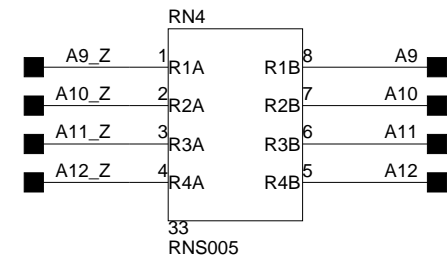 RN4
A9_Z 1 R1A R1B 8 A9
A10_Z 2 R2A R2B 7 A10
A11_Z 3 R3A R3B 6 A11
A12_Z 4 R4A R4B 5 A12
33
RNS005